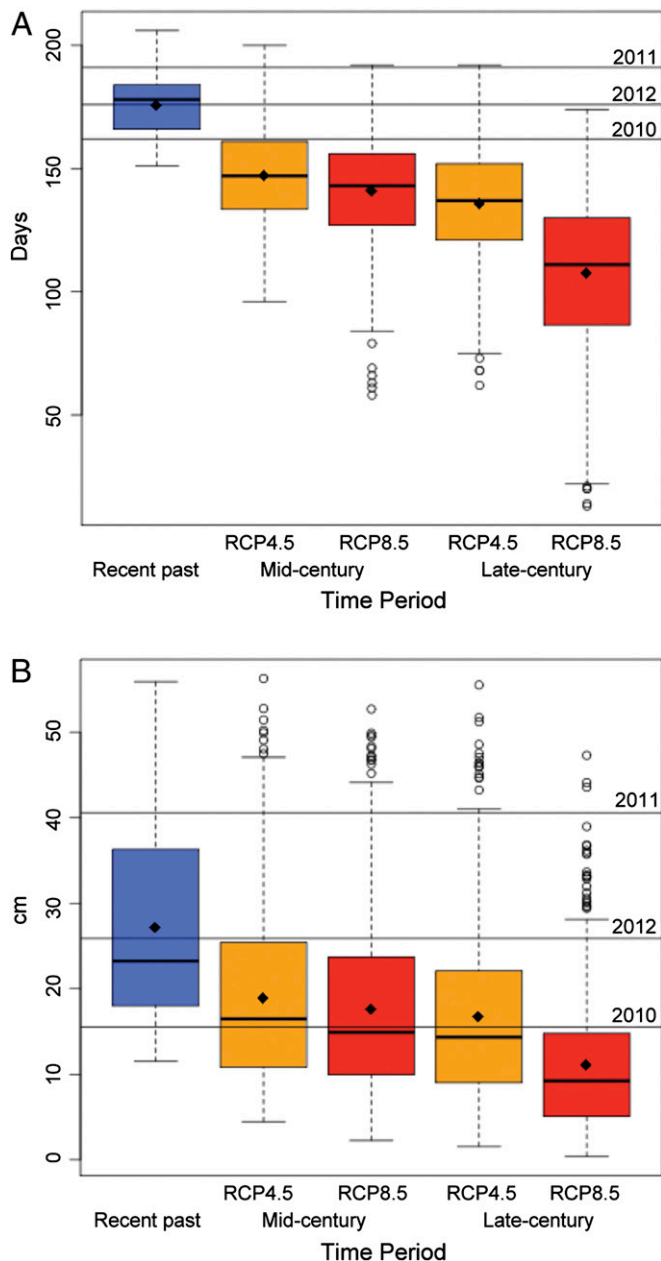 A
200
150
100
50
Days
2011
2012
2010
RCP4.5 RCP8.5 RCP4.5 RCP8.5
Recent past Mid-century Late-century
Time Period
B
50
40
30
20
10
0
cm
2011
2012
2010
RCP4.5 RCP8.5 RCP4.5 RCP8.5
Recent past Mid-century Late-century
Time Period